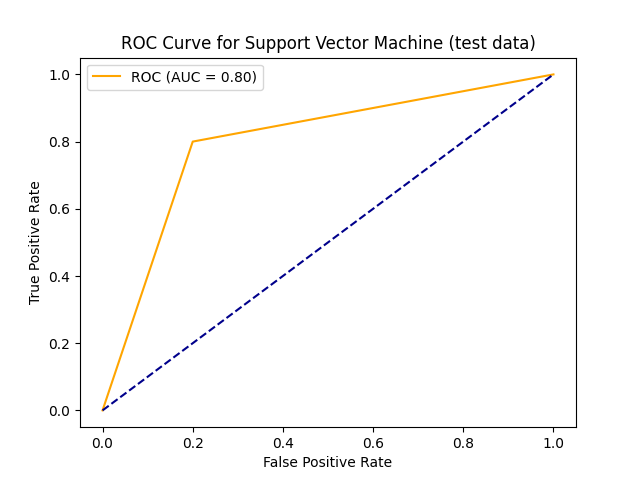 ROC Curve for Support Vector Machine (test data)
ROC (AUC = 0.80)
True Positive Rate
1.0
0.8
0.6
0.4
0.2
0.0
0.0 0.2 0.4 0.6 0.8 1.0
False Positive Rate